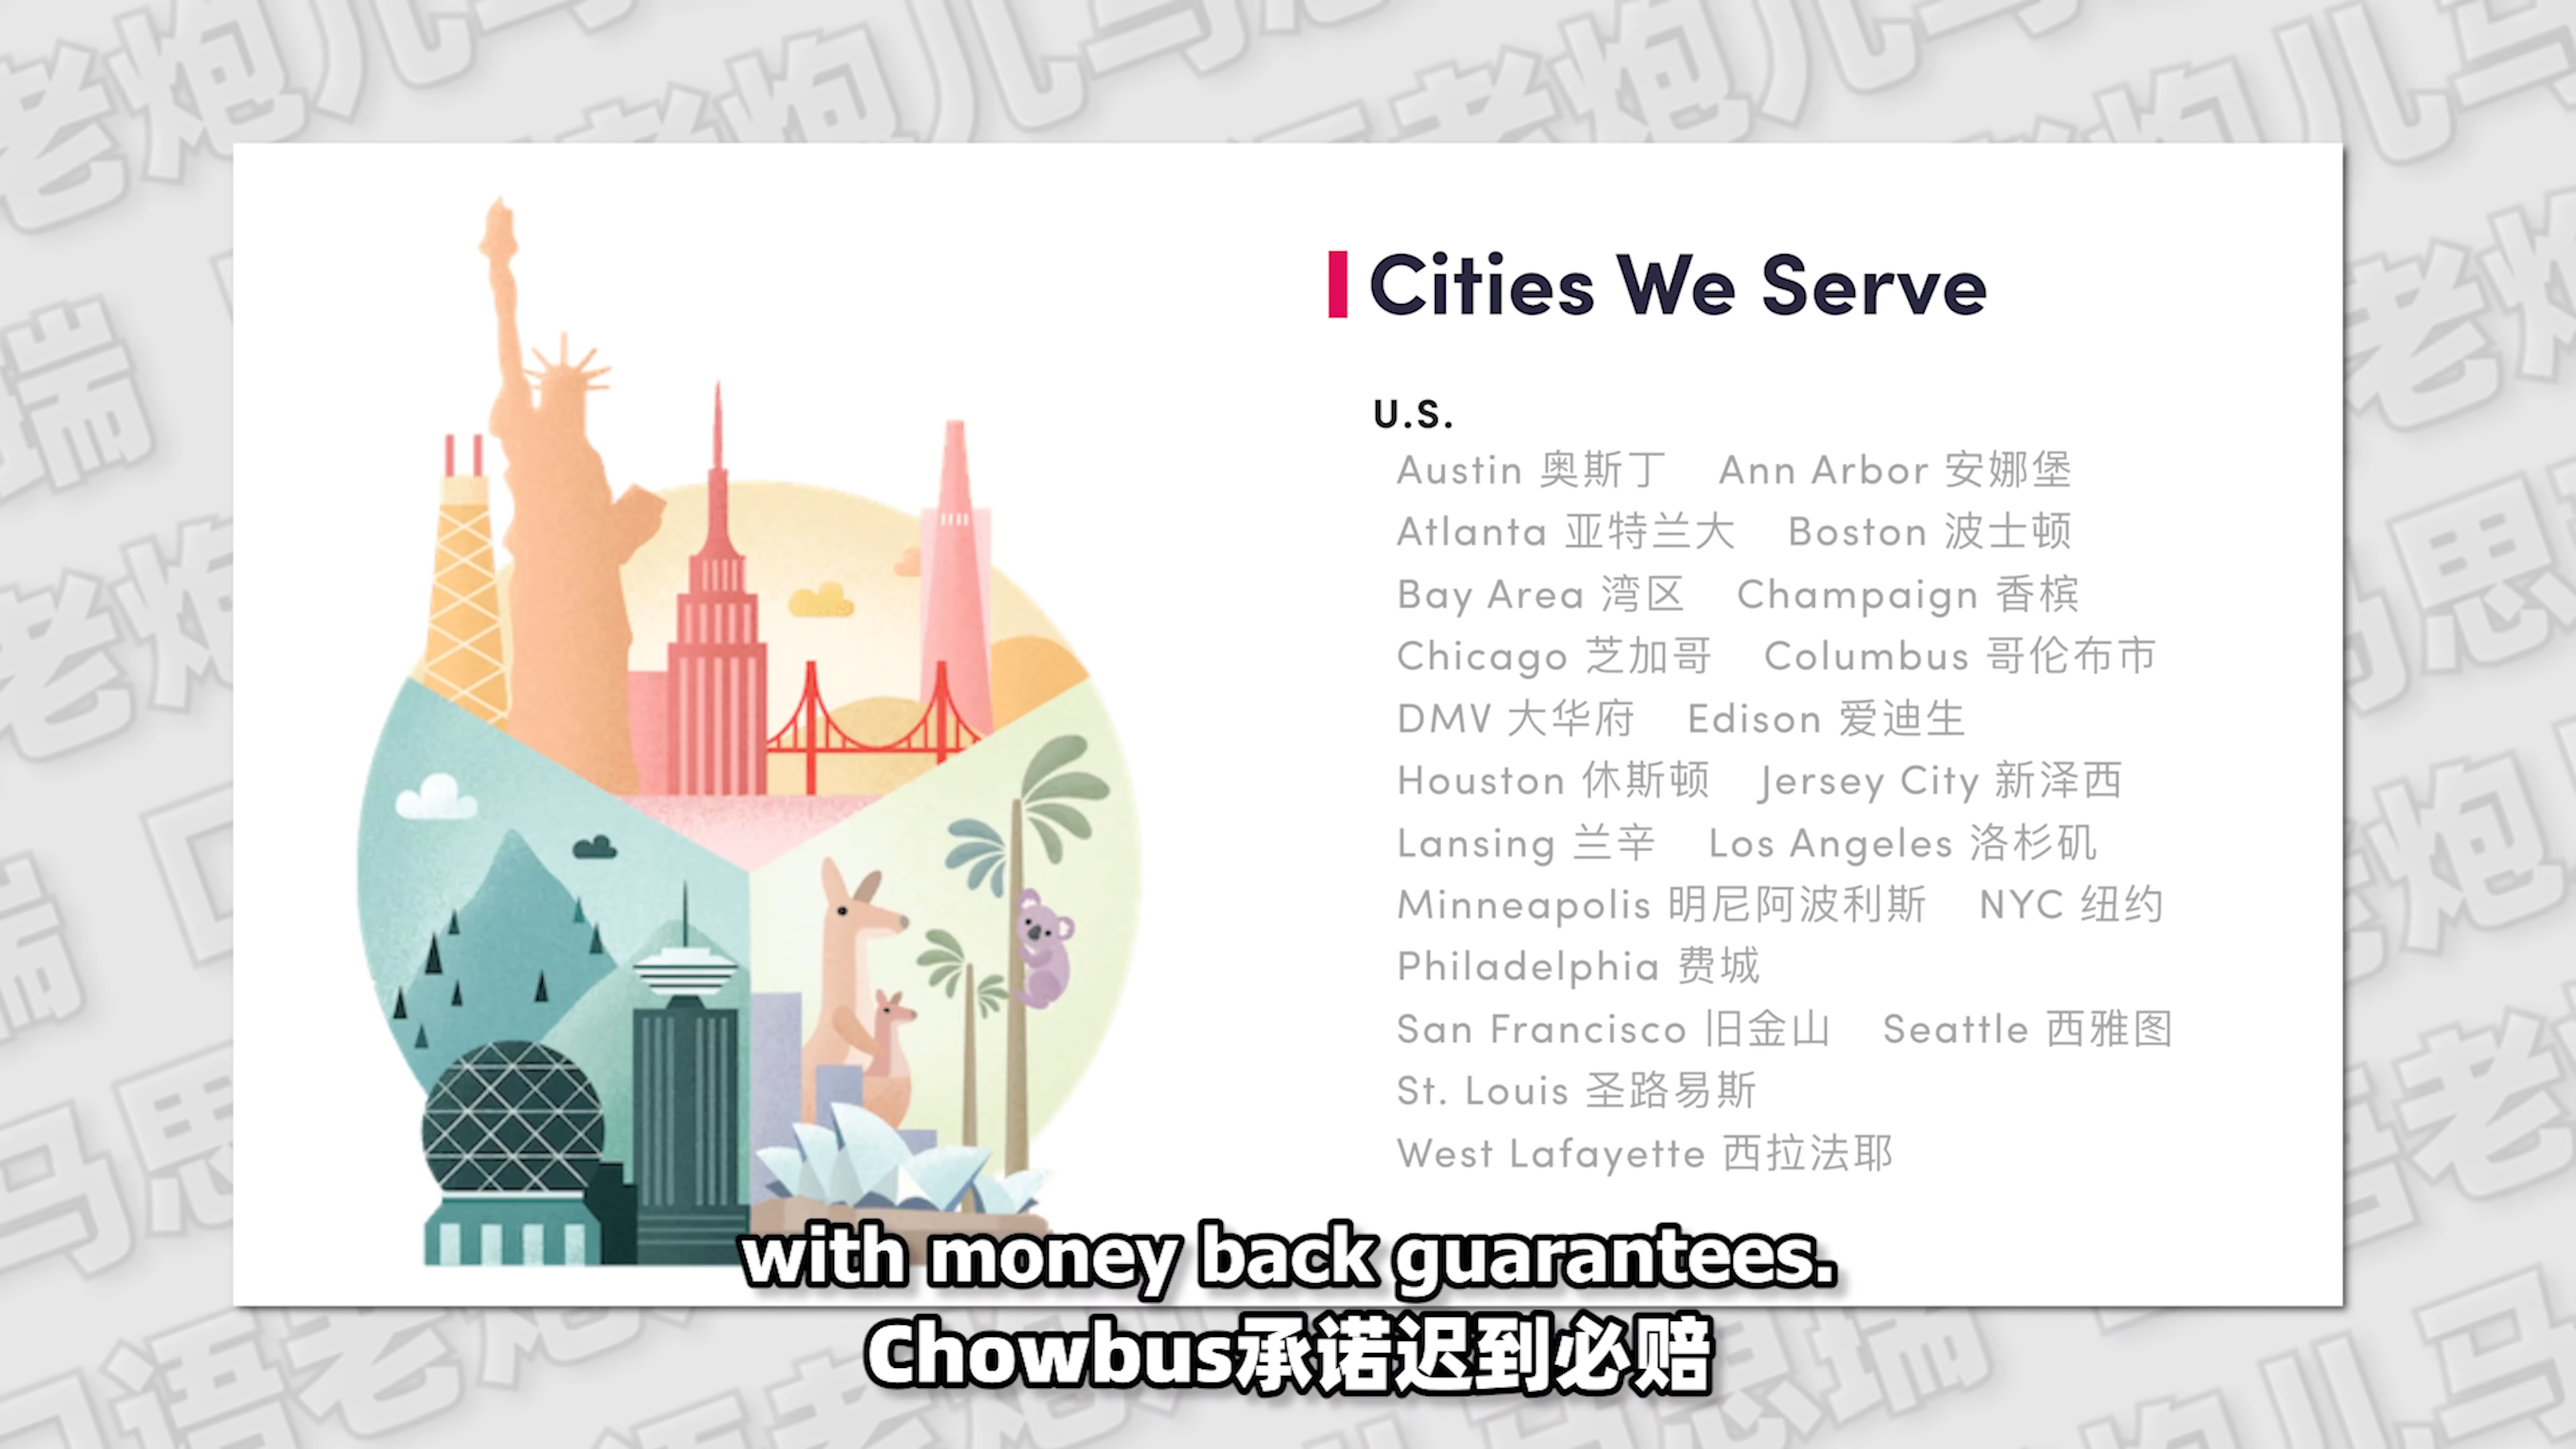 Cities We Serve
U.S.
Austin 奥斯丁 Ann Arbor 安娜堡
Atlanta 亚特兰大 Boston 波士顿
Bay Area 湾区 Champaign 香槟
Chicago 芝加哥 Columbus 哥伦布市
DMV 大华府 Edison 爱迪生
Houston 休斯顿 Jersey City 新泽西
Lansing 兰辛 Los Angeles 洛杉矶
Minneapolis 明尼阿波利斯 NYC 纽约
Philadelphia 费城
San Francisco 旧金山 Seattle 西雅图
St. Louis 圣路易斯
West Lafayette 西拉法耶
with money back guarantees.
Chowbus承诺迟到必赔